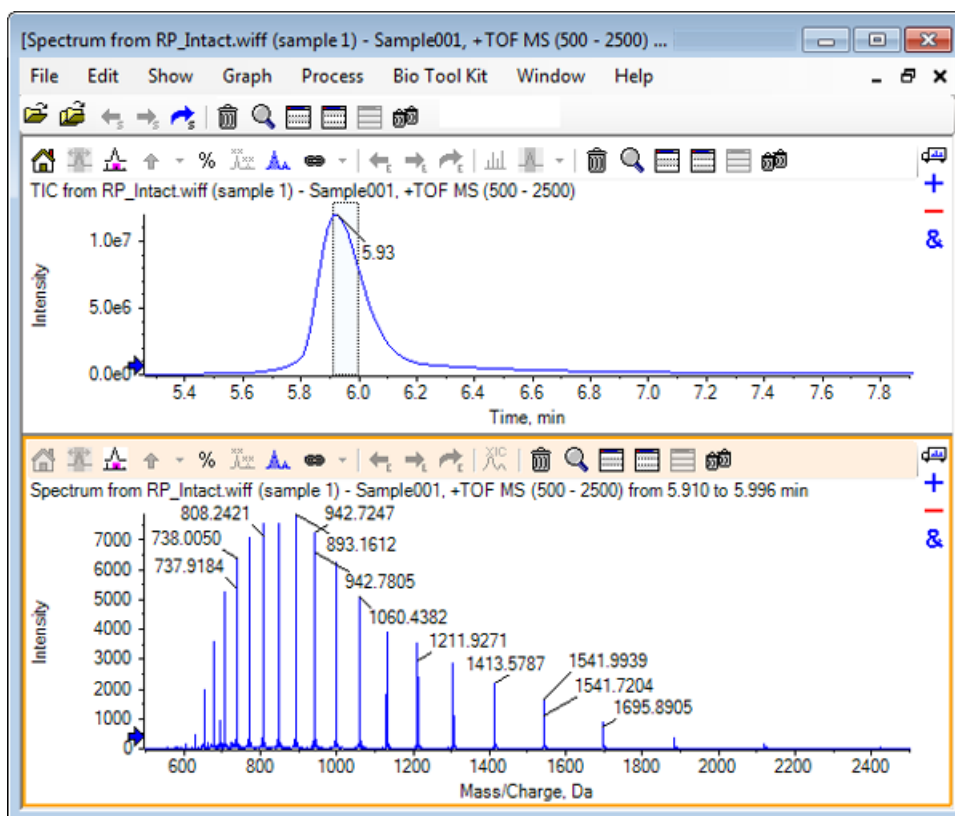 [Spectrum from RP_Intact.wiff (sample 1) - Sample001, +TOF MS (500 - 2500) ...
File Edit Show Graph Process Bio Tool Kit Window Help
TIC from RP_Intact.wiff (sample 1) - Sample001, +TOF MS (500 - 2500)
1.0e7
5.93
5.0e6
0.0e0
Intensity
5.4 5.6 5.8 6.0 6.2 6.4 6.6 6.8 7.0 7.2 7.4 7.6 7.8
Time, min
XIC
Spectrum from RP_Intact.wiff (sample 1) - Sample001, +TOF MS (500 - 2500) from 5.910 to 5.996 min
808.2421 942.7247
7000 738.0050 893.1612
6000 737.9184 942.7805
5000 1060.4382
4000 1211.9271
3000 1413.5787 1541.9939
2000 1541.7204
1000 1695.8905
0
Intensity
600 800 1000 1200 1400 1600 1800 2000 2200 2400
Mass/Charge, Da